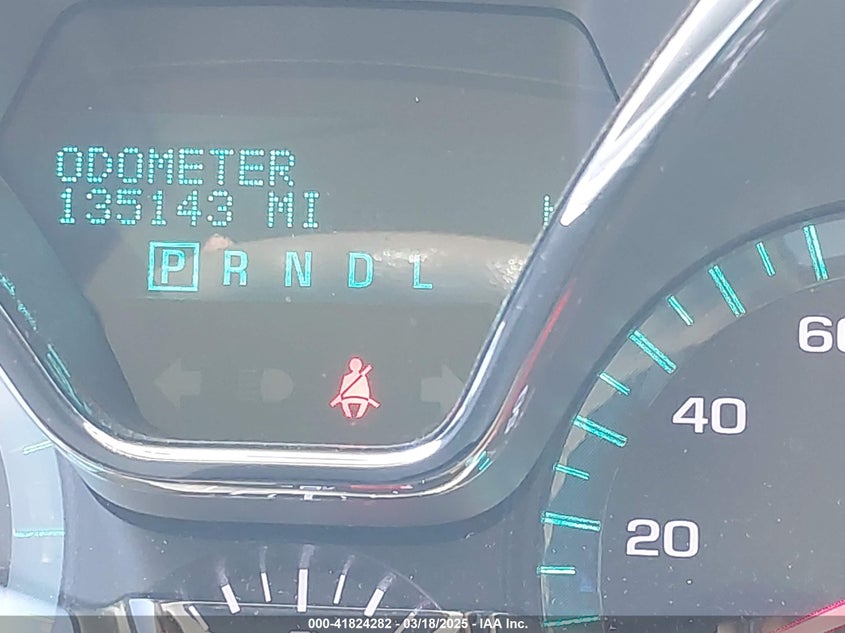 ODOMETER
135143 MI
P R N D L
60
40
20
000-41824282 - 03/18/2025 - IAA Inc.